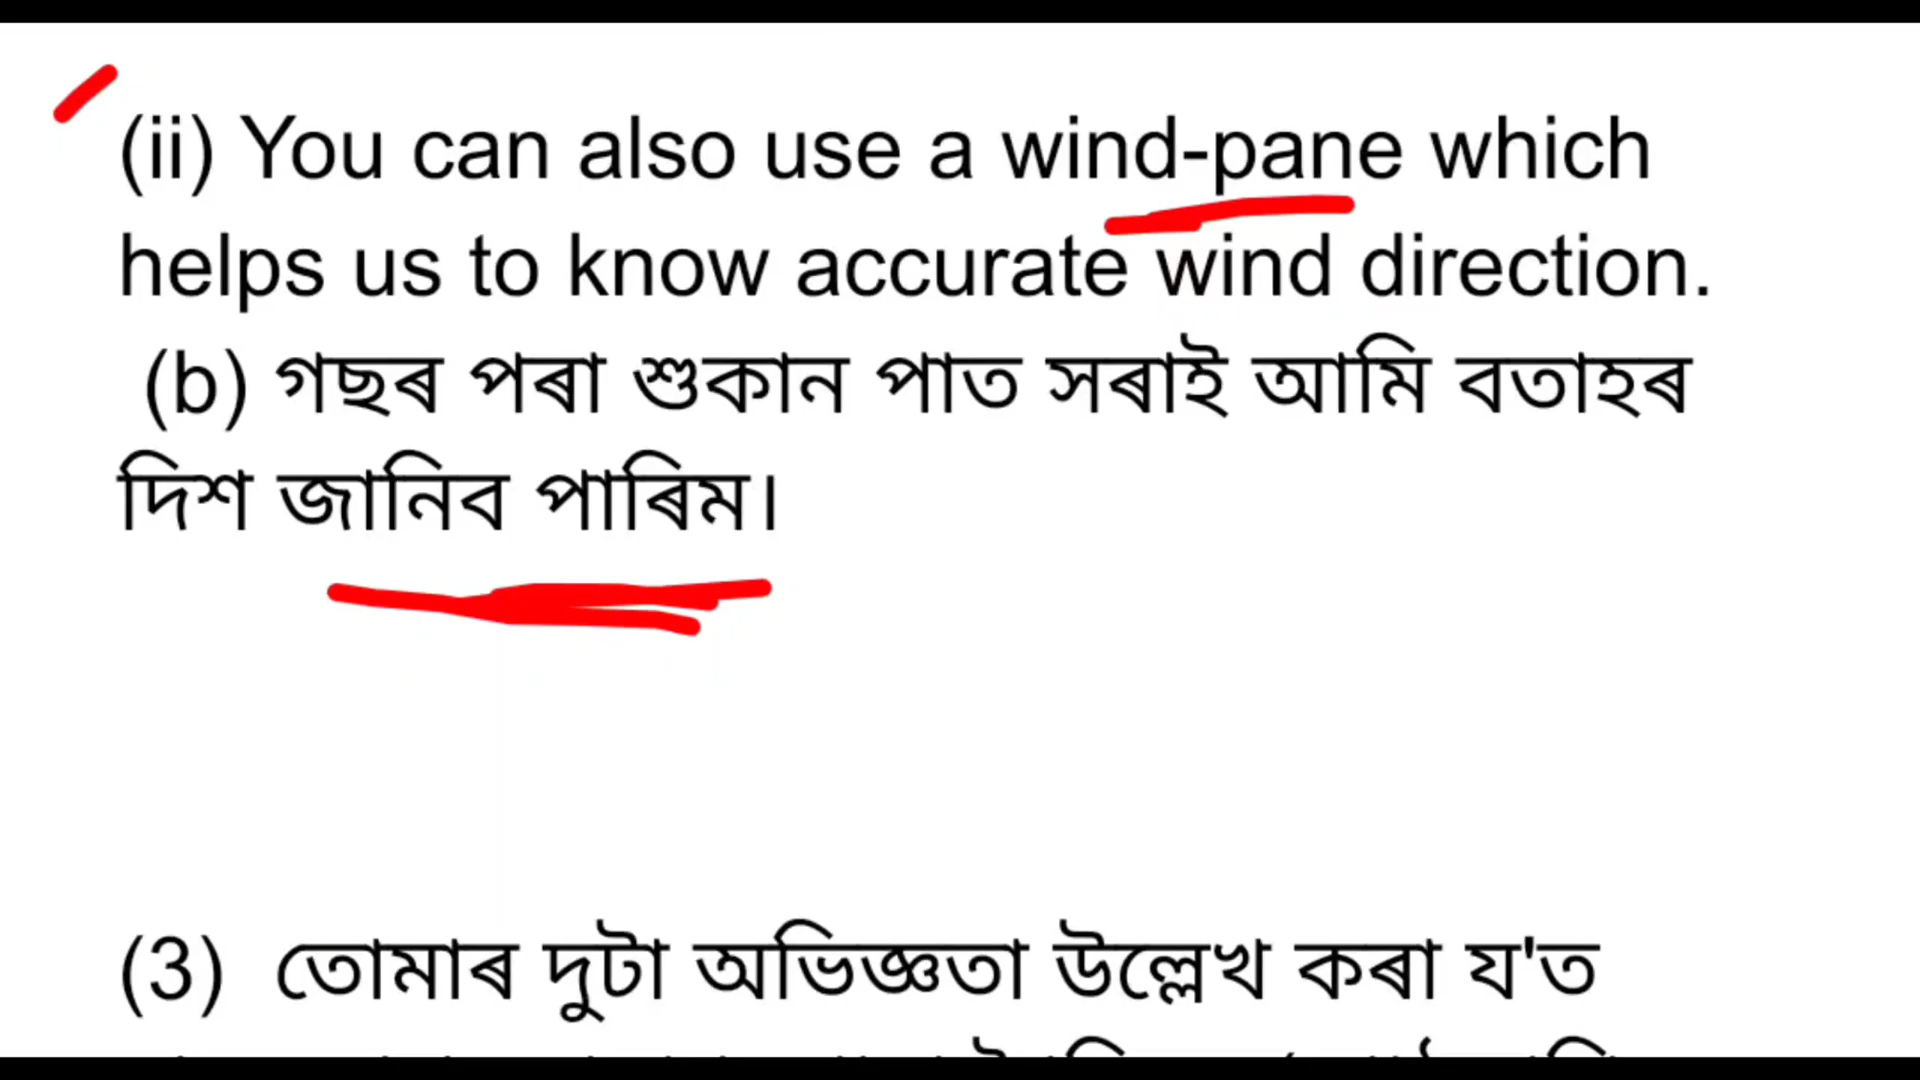 (ii) You can also use a wind-pane which
helps us to know accurate wind direction.
(b) গছৰ পৰা শুকান পাত সৰাই আমি বতাহৰ
দিশ জানিব পাৰিম।
(3) তোমাৰ দুটা অভিজ্ঞতা উল্লেখ কৰা য'ত